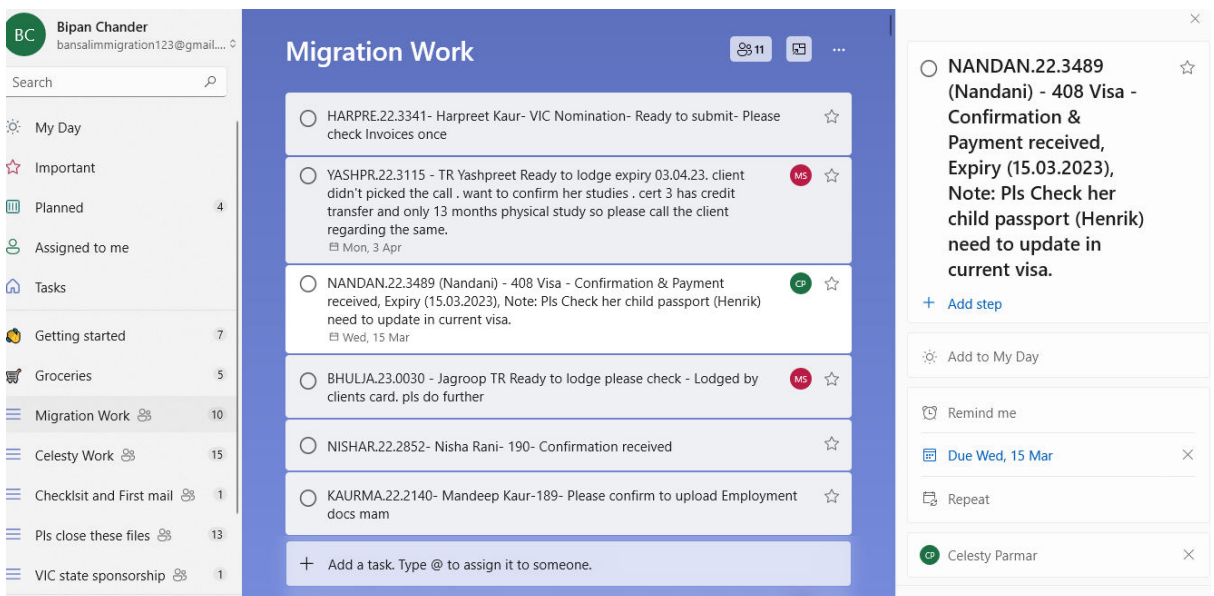 BC
Bipan Chander
bansalimmigration123@gmail....
Search
My Day
Important
Planned 4
Assigned to me
Tasks
Getting started 7
Groceries 5
Migration Work 10
Celesty Work 15
Checklsit and First mail 1
Pls close these files 13
VIC state sponsorship 1
Migration Work
11
HARPRE.22.3341- Harpreet Kaur- VIC Nomination- Ready to submit- Please
check Invoices once
YASHPR.22.3115 - TR Yashpreet Ready to lodge expiry 03.04.23. client
didn't picked the call . want to confirm her studies . cert 3 has credit
transfer and only 13 months physical study so please call the client
regarding the same.
Mon, 3 Apr
MS
NANDAN.22.3489 (Nandani) - 408 Visa - Confirmation & Payment
received, Expiry (15.03.2023), Note: Pls Check her child passport (Henrik)
need to update in current visa.
Wed, 15 Mar
CP
BHULJA.23.0030 - Jagroop TR Ready to lodge please check - Lodged by
clients card. pls do further
MS
NISHAR.22.2852- Nisha Rani- 190- Confirmation received
KAURMA.22.2140- Mandeep Kaur-189- Please confirm to upload Employment
docs mam
Add a task. Type @ to assign it to someone.
NANDAN.22.3489
(Nandani) - 408 Visa -
Confirmation &
Payment received,
Expiry (15.03.2023),
Note: Pls Check her
child passport (Henrik)
need to update in
current visa.
Add step
Add to My Day
Remind me
Due Wed, 15 Mar
Repeat
CP Celesty Parmar